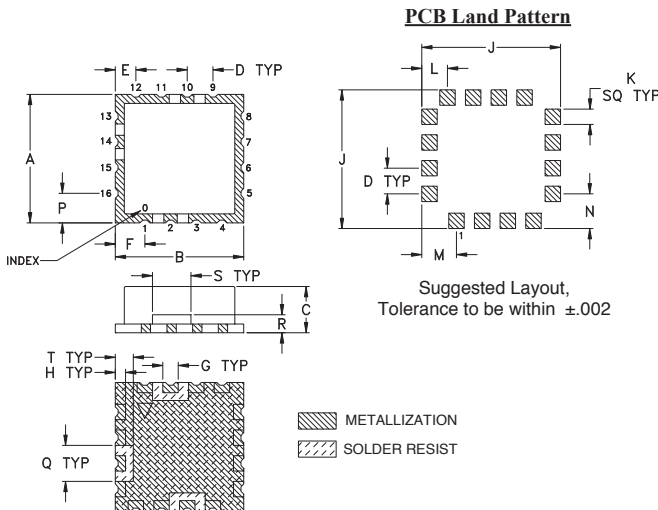 PCB Land Pattern
E
D TYP
12 11 10 9
13
14
15
16
8
7
6
5
A
P
0
1 2 3 4
F
B
INDEX
S TYP
C
R
T TYP
H TYP
G TYP
Q TYP
J
L
K
SQ TYP
J
D TYP
N
1
M
Suggested Layout,
Tolerance to be within ±.002
METALLIZATION
SOLDER RESIST